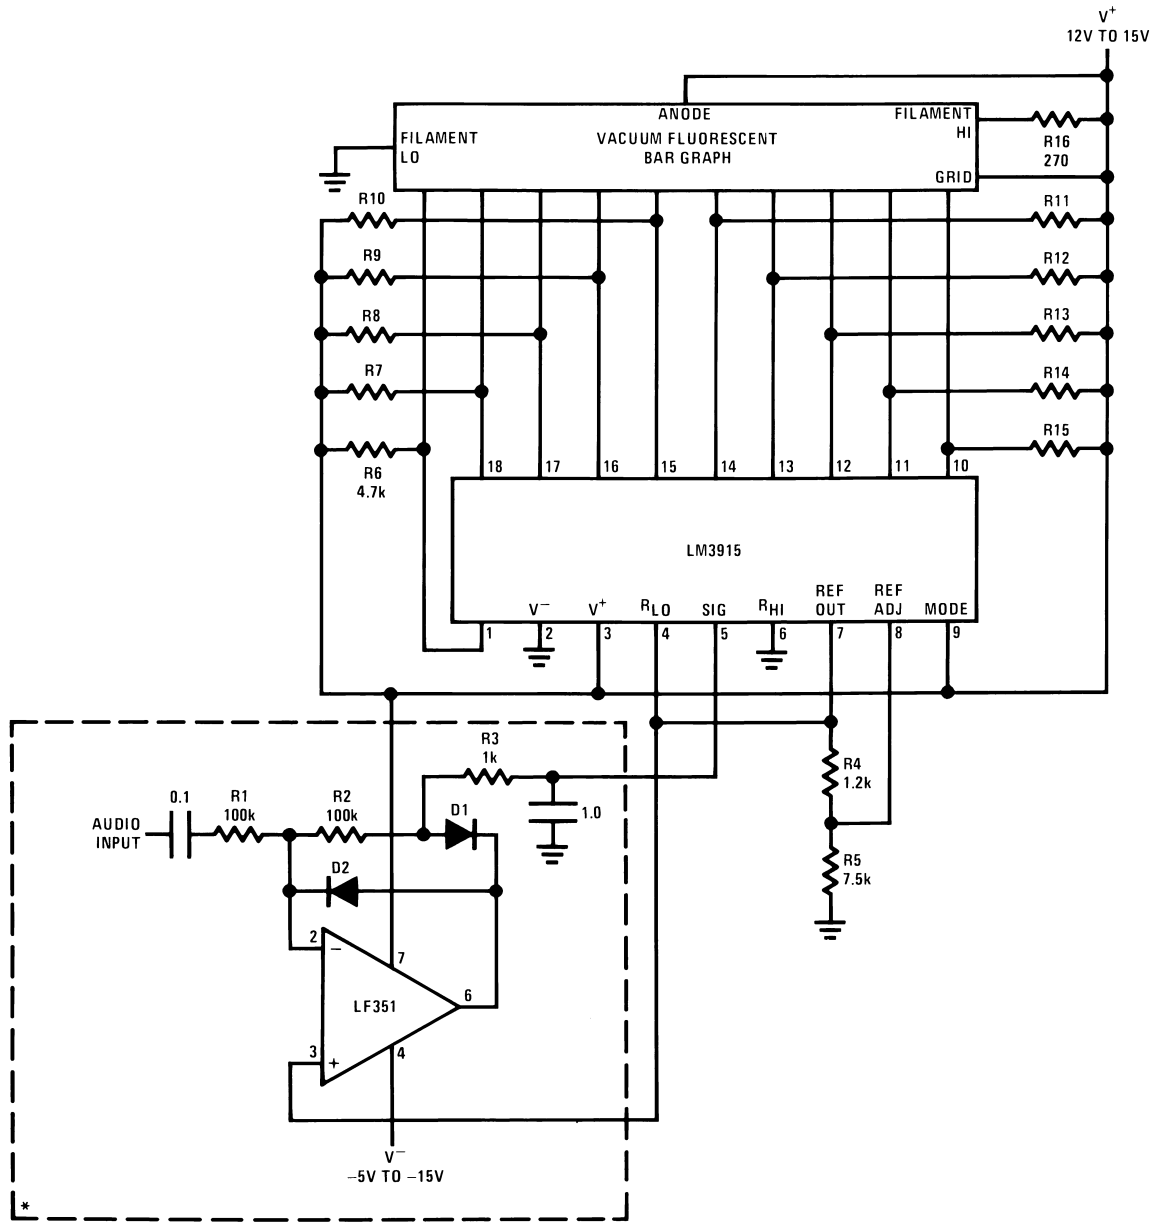 V+
12V TO 15V
ANODE
FILAMENT
HI
FILAMENT
LO
VACUUM FLUORESCENT
BAR GRAPH
R16
270
GRID
R10
R11
R9
R12
R8
R13
R7
R14
R15
R6
4.7k
18
17
16
15
14
13
12
11
10
LM3915
V−
V+
RLO
SIG
RHI
REF
OUT
REF
ADJ
MODE
1
2
3
4
5
6
7
8
9
R3
1k
R4
1.2k
0.1
R1
100k
R2
100k
D1
1.0
AUDIO
INPUT
D2
R5
7.5k
2
−
7
LF351
6
3
+
4
V−
−5V TO −15V
*